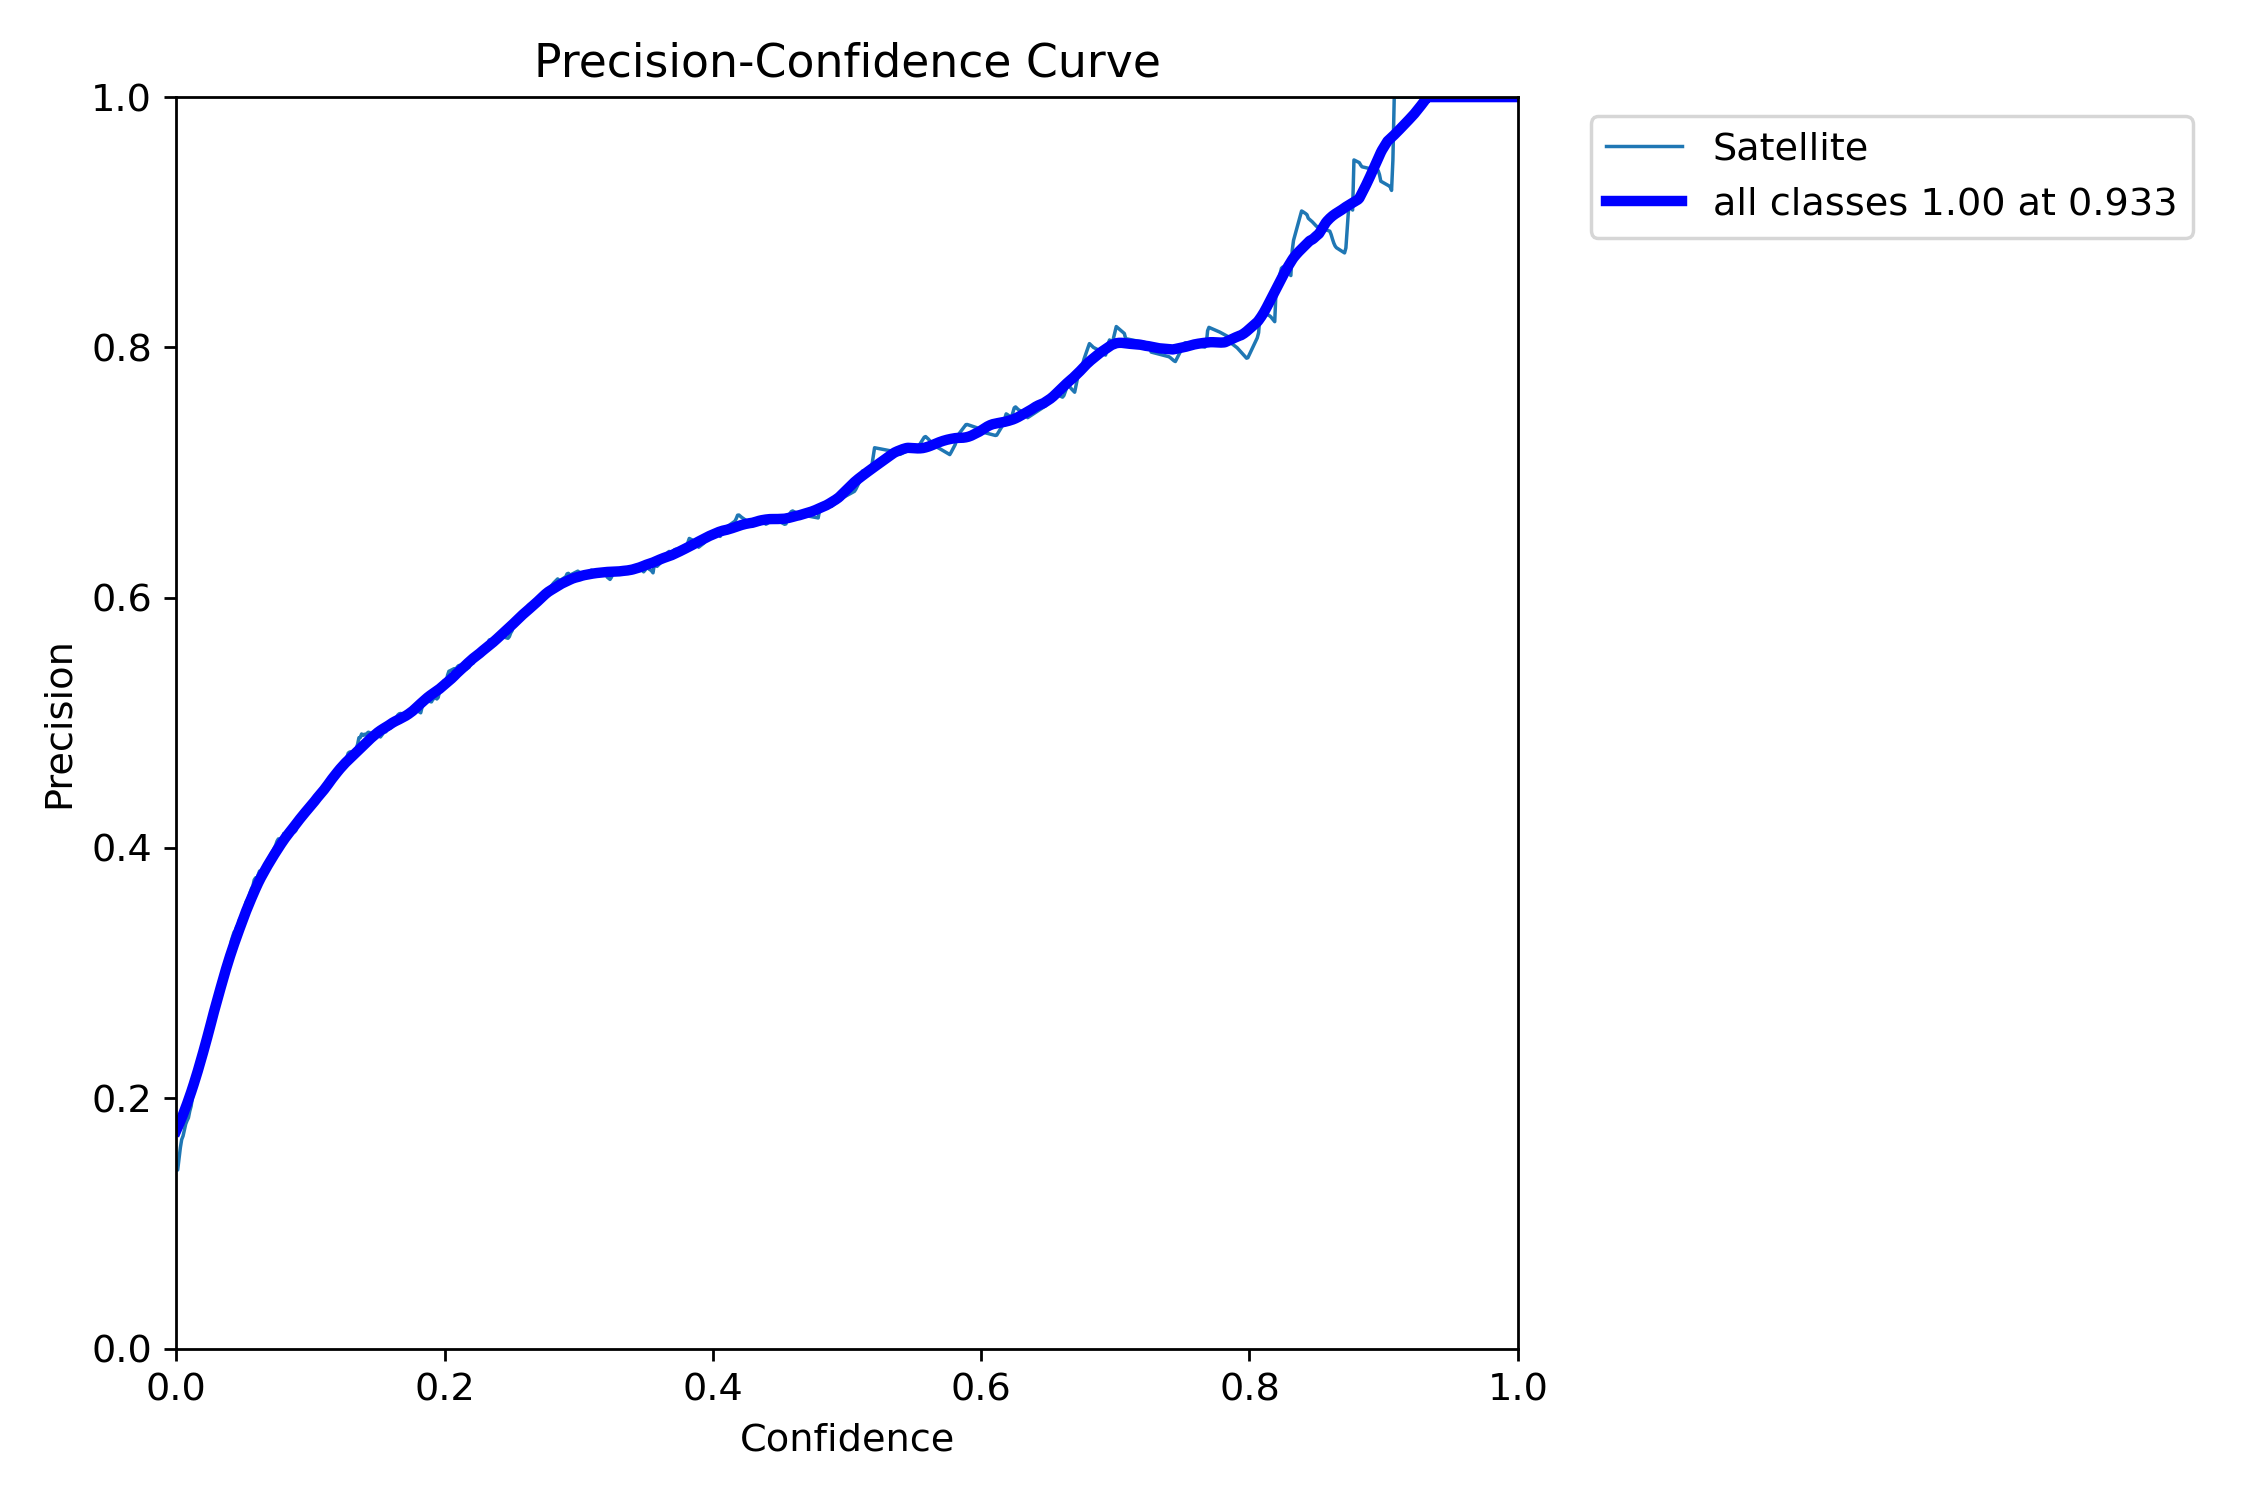 Precision-Confidence Curve
1.0
0.8
0.6
0.4
0.2
0.0
Precision
0.0 0.2 0.4 0.6 0.8 1.0
Confidence
Satellite
all classes 1.00 at 0.933